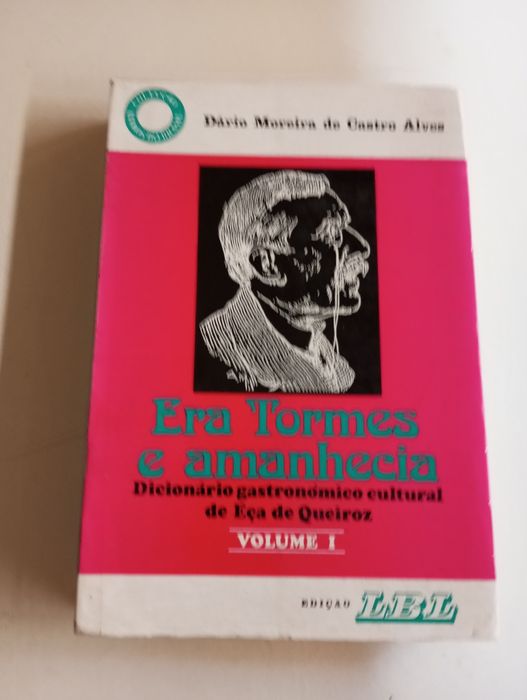 Dário Moreira de Castro Alves
Era Tormes
e amanhecia
Dicionário gastronómico cultural
de Eça de Queiroz
VOLUME I
EDIÇÃO LBL